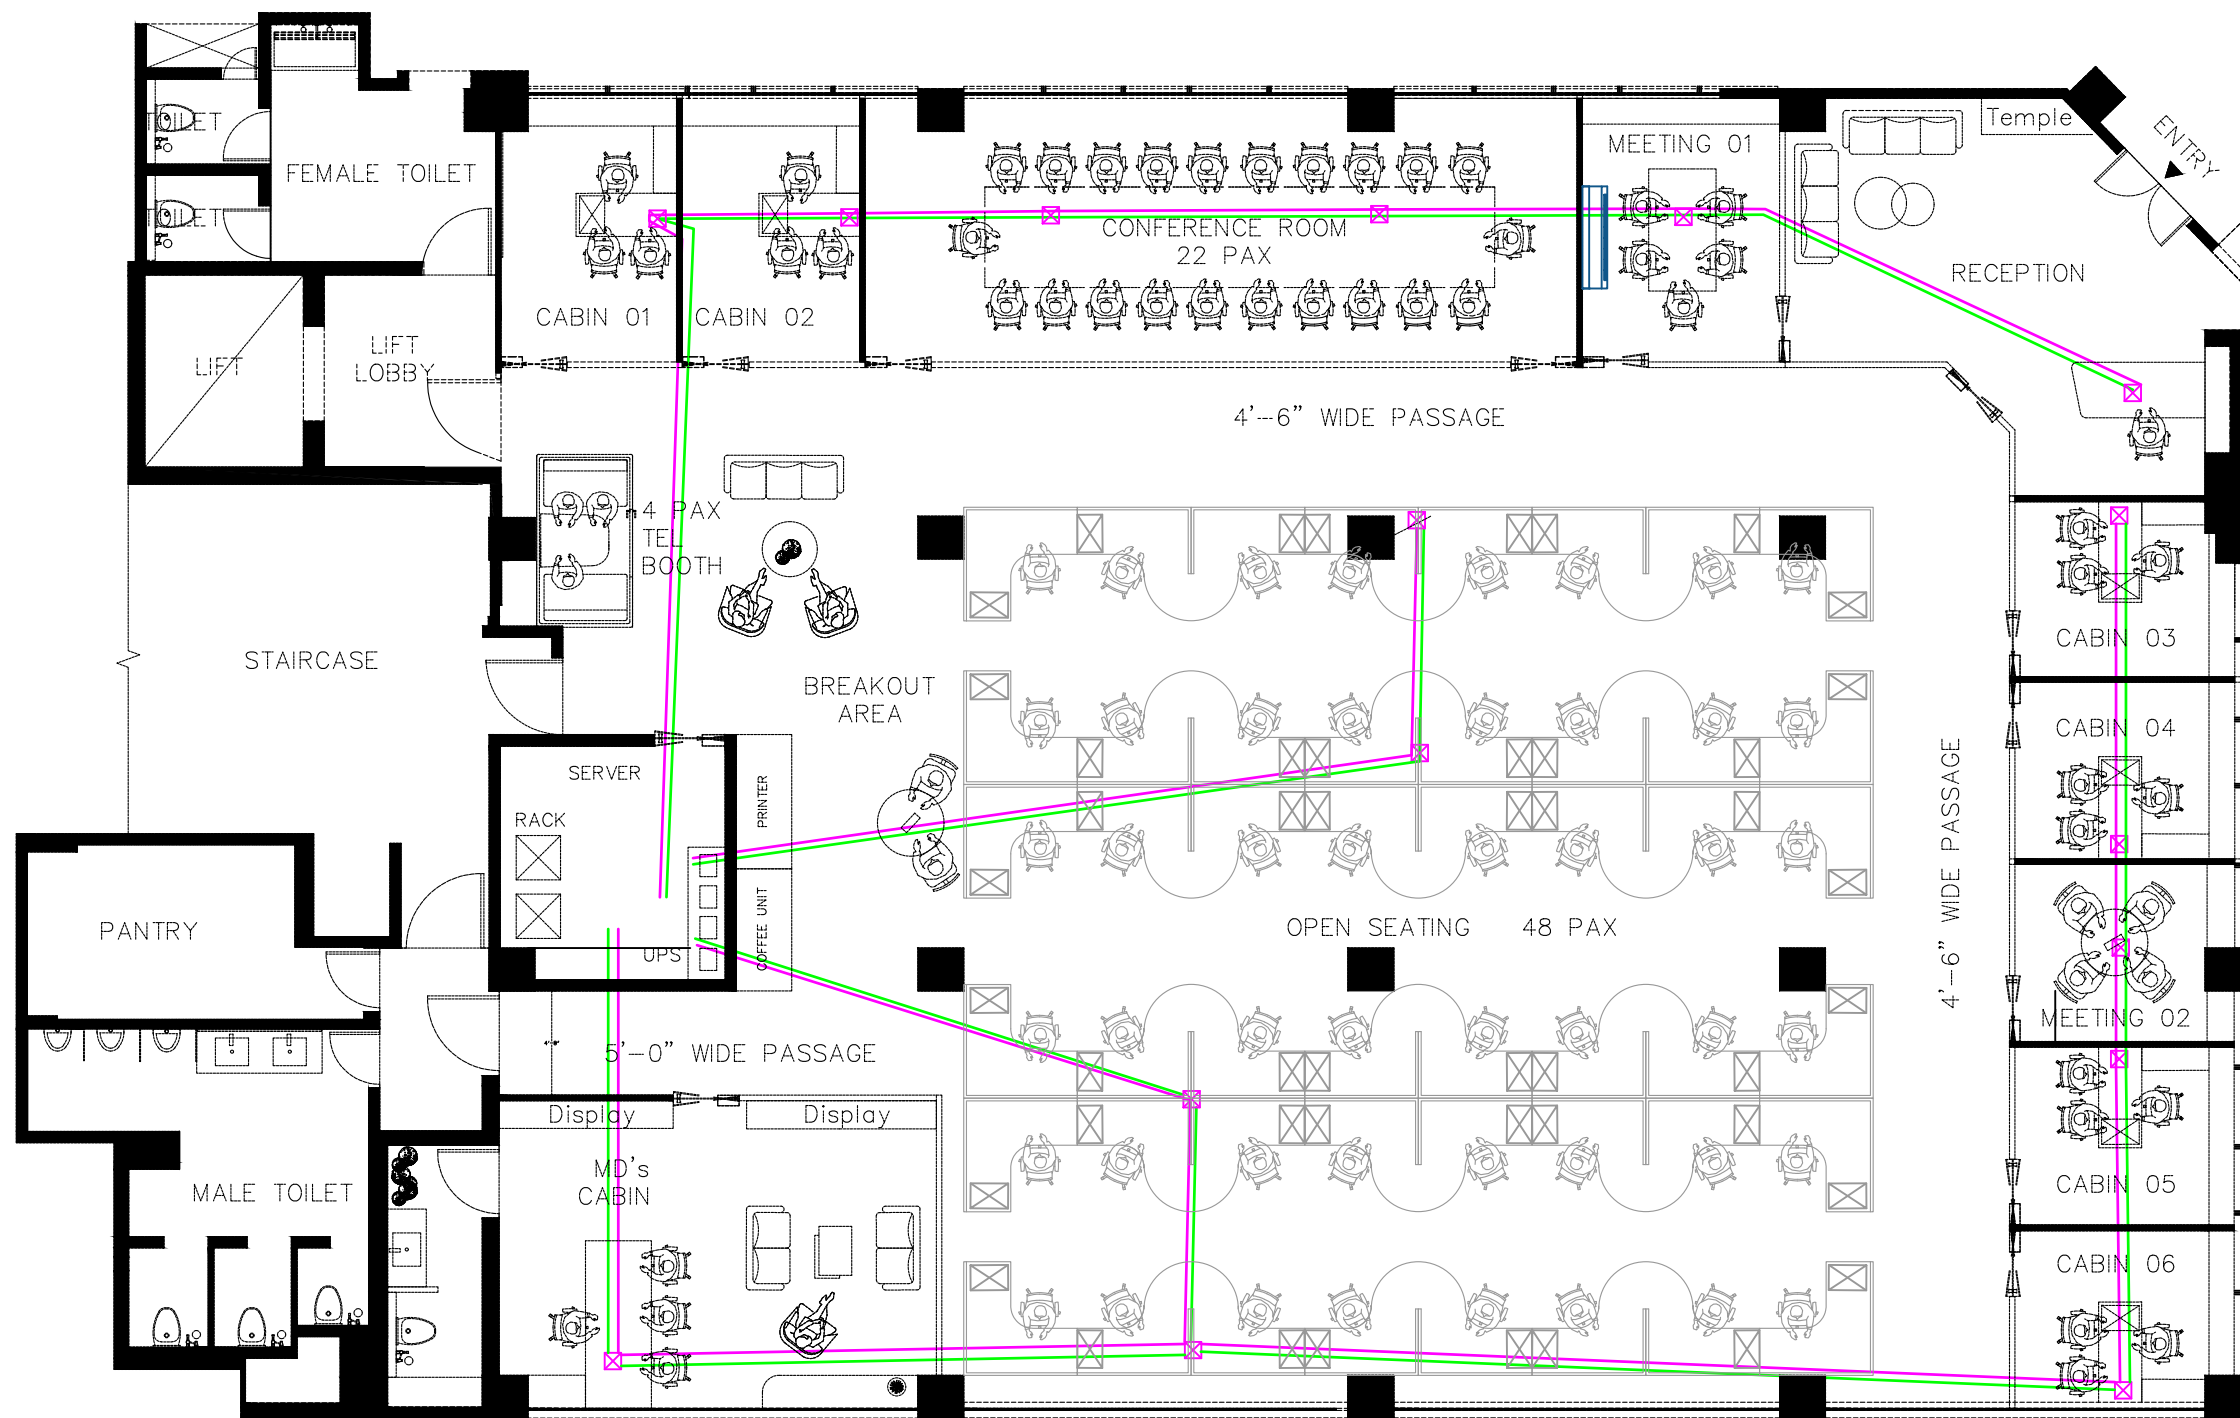 TOILET
FEMALE TOILET
TOILET
LIFT
LIFT
LOBBY
CABIN 01
CABIN 02
CONFERENCE ROOM
22 PAX
MEETING 01
Temple
ENTRY
RECEPTION
4'-6" WIDE PASSAGE
4 PAX
TEL
BOOTH
STAIRCASE
BREAKOUT
AREA
CABIN 03
CABIN 04
SERVER
RACK
PRINTER
COFFEE UNIT
UPS
PANTRY
OPEN SEATING 48 PAX
4'-6" WIDE PASSAGE
MEETING 02
5'-0" WIDE PASSAGE
Display
Display
MD's
CABIN
MALE TOILET
CABIN 05
CABIN 06